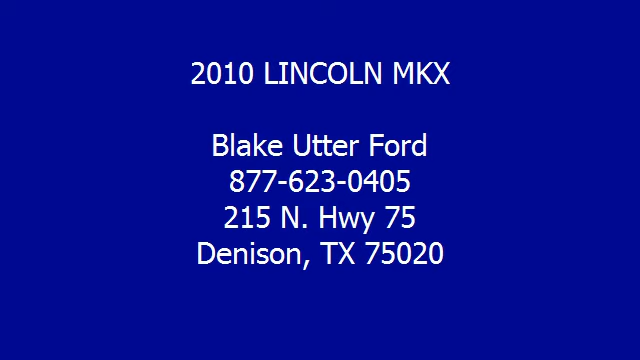 2010 LINCOLN MKX
Blake Utter Ford
877-623-0405
215 N. Hwy 75
Denison, TX 75020